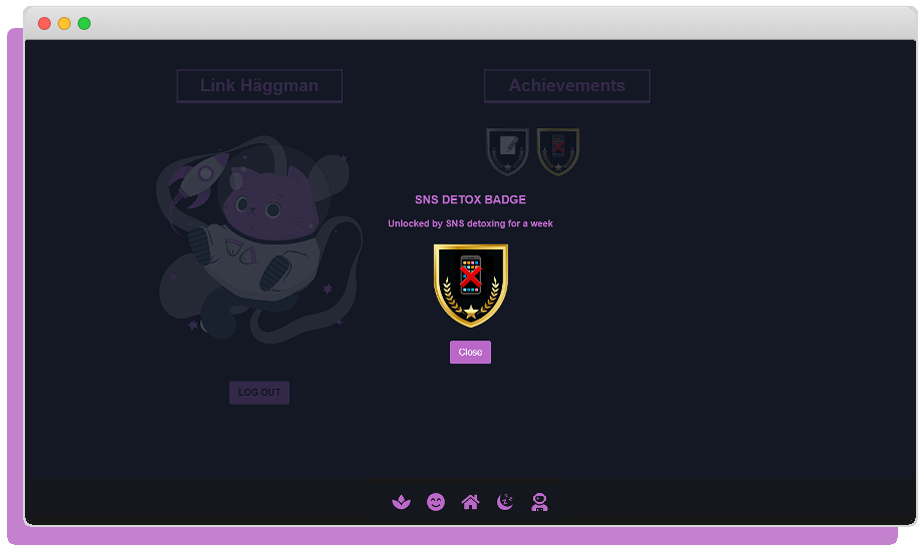 Link Häggman
Achievements
SNS DETOX BADGE
Unlocked by SNS detoxing for a week
Close
LOG OUT